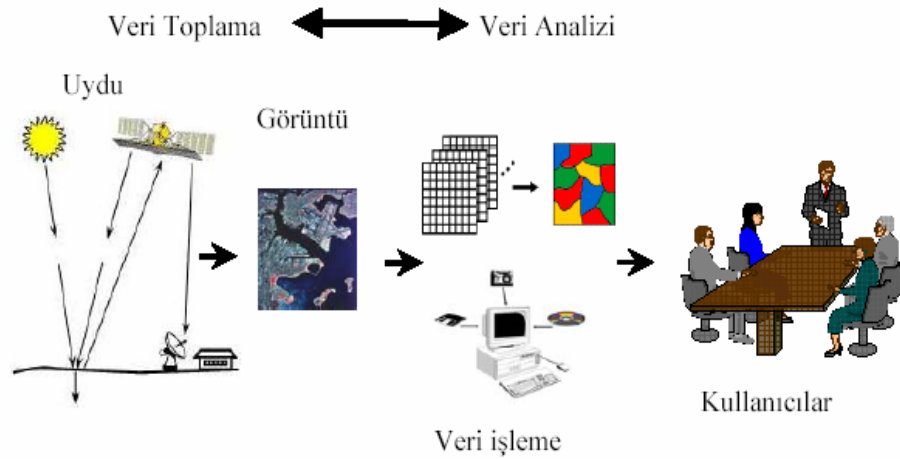 Veri Toplama
Veri Analizi
Uydu
Görüntü
Veri işleme
Kullanıcılar